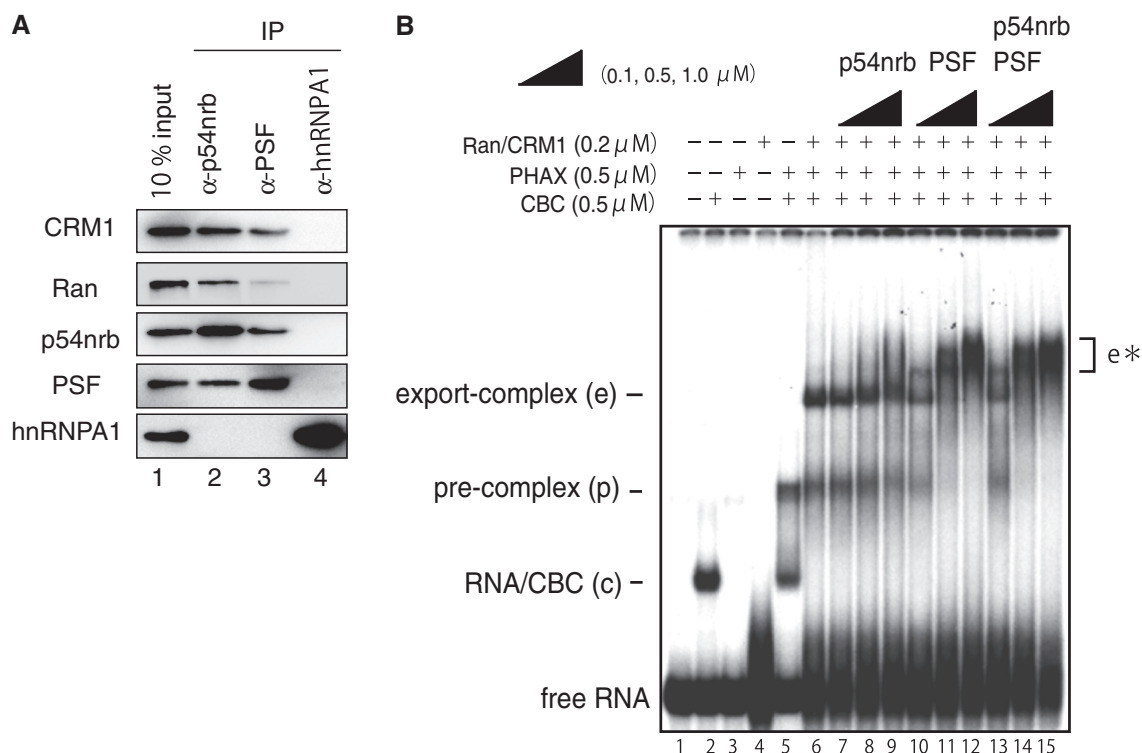 A
IP
10 % input
α-p54nrb
α-PSF
α-hnRNPA1
CRM1
Ran
p54nrb
PSF
hnRNPA1
1 2 3 4
B
(0.1, 0.5, 1.0 μM)
p54nrb PSF p54nrb PSF
Ran/CRM1 (0.2 μM) − − − + − + + + + + + + + + +
PHAX (0.5 μM) − − + − + + + + + + + + + + +
CBC (0.5 μM) − + − − + + + + + + + + + + +
e*
export-complex (e) −
pre-complex (p) −
RNA/CBC (c) −
free RNA
1 2 3 4 5 6 7 8 9 10 11 12 13 14 15